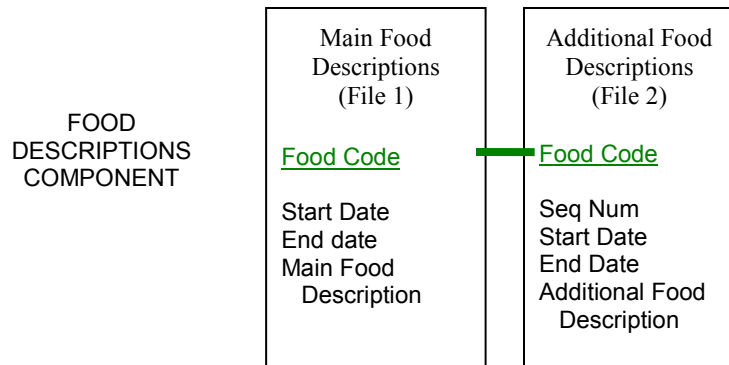 FOOD
DESCRIPTIONS
COMPONENT
Main Food
Descriptions
(File 1)
Food Code
Start Date
End date
Main Food
Description
Additional Food
Descriptions
(File 2)
Food Code
Seq Num
Start Date
End Date
Additional Food
Description